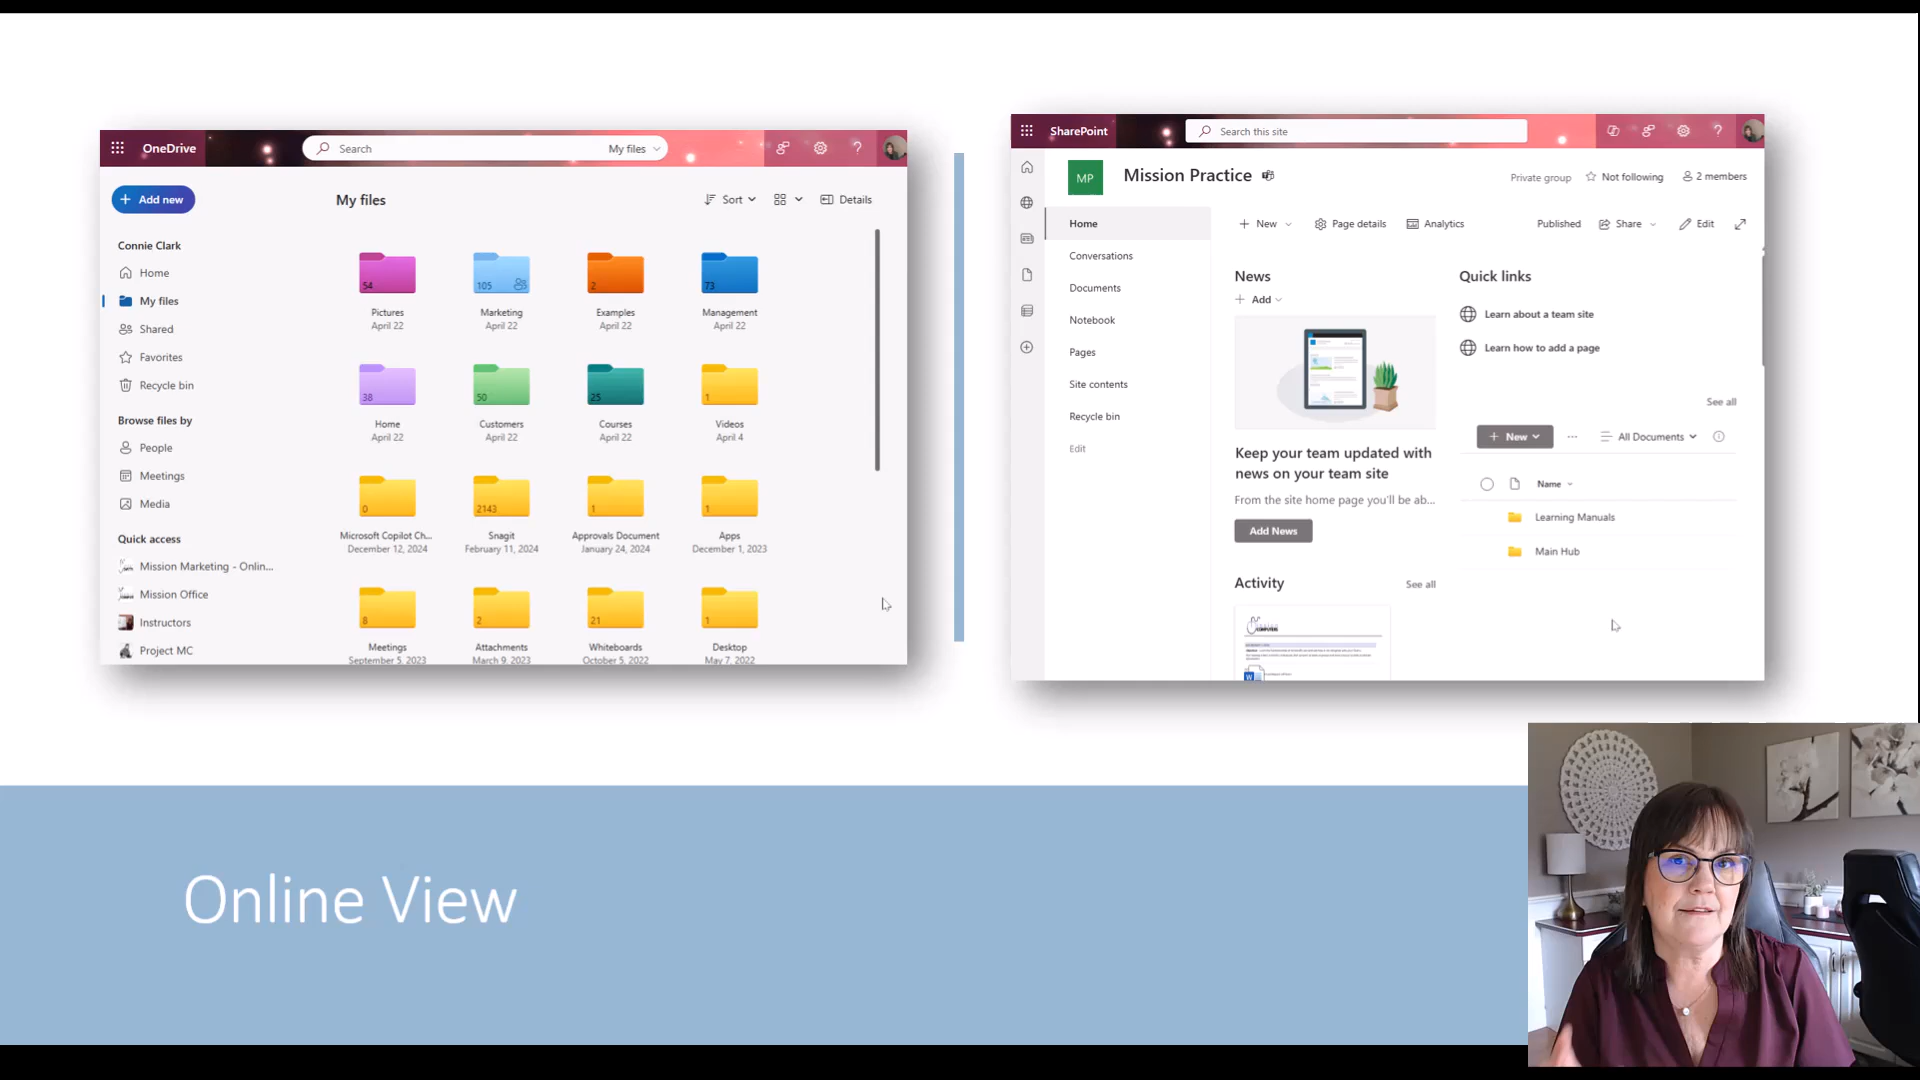 OneDrive
Search
My files
Add new
My files
Sort
Details
Connie Clark
Home
My files
Shared
Favorites
Recycle bin
Browse files by
People
Meetings
Media
Quick access
Mission Marketing - Onlin...
Mission Office
Instructors
Project MC
54
105
2
73
Pictures
Marketing
Examples
Management
April 22
April 22
April 22
April 22
38
50
25
1
Home
Customers
Courses
Videos
April 22
April 22
April 22
April 4
0
2143
1
1
Microsoft Copilot Ch...
Snagit
Approvals Document
Apps
December 12, 2024
February 11, 2024
January 24, 2024
December 1, 2023
8
2
21
1
Meetings
Attachments
Whiteboards
Desktop
September 5, 2023
March 9, 2023
October 5, 2022
May 7, 2022
SharePoint
Search this site
MP
Mission Practice
Private group
Not following
2 members
Home
Conversations
Documents
Notebook
Pages
Site contents
Recycle bin
Edit
New
Page details
Analytics
Published
Share
Edit
News
Add
Keep your team updated with
news on your team site
From the site home page you'll be ab...
Add News
Activity
See all
Quick links
Learn about a team site
Learn how to add a page
See all
New
All Documents
Name
Learning Manuals
Main Hub
Online View